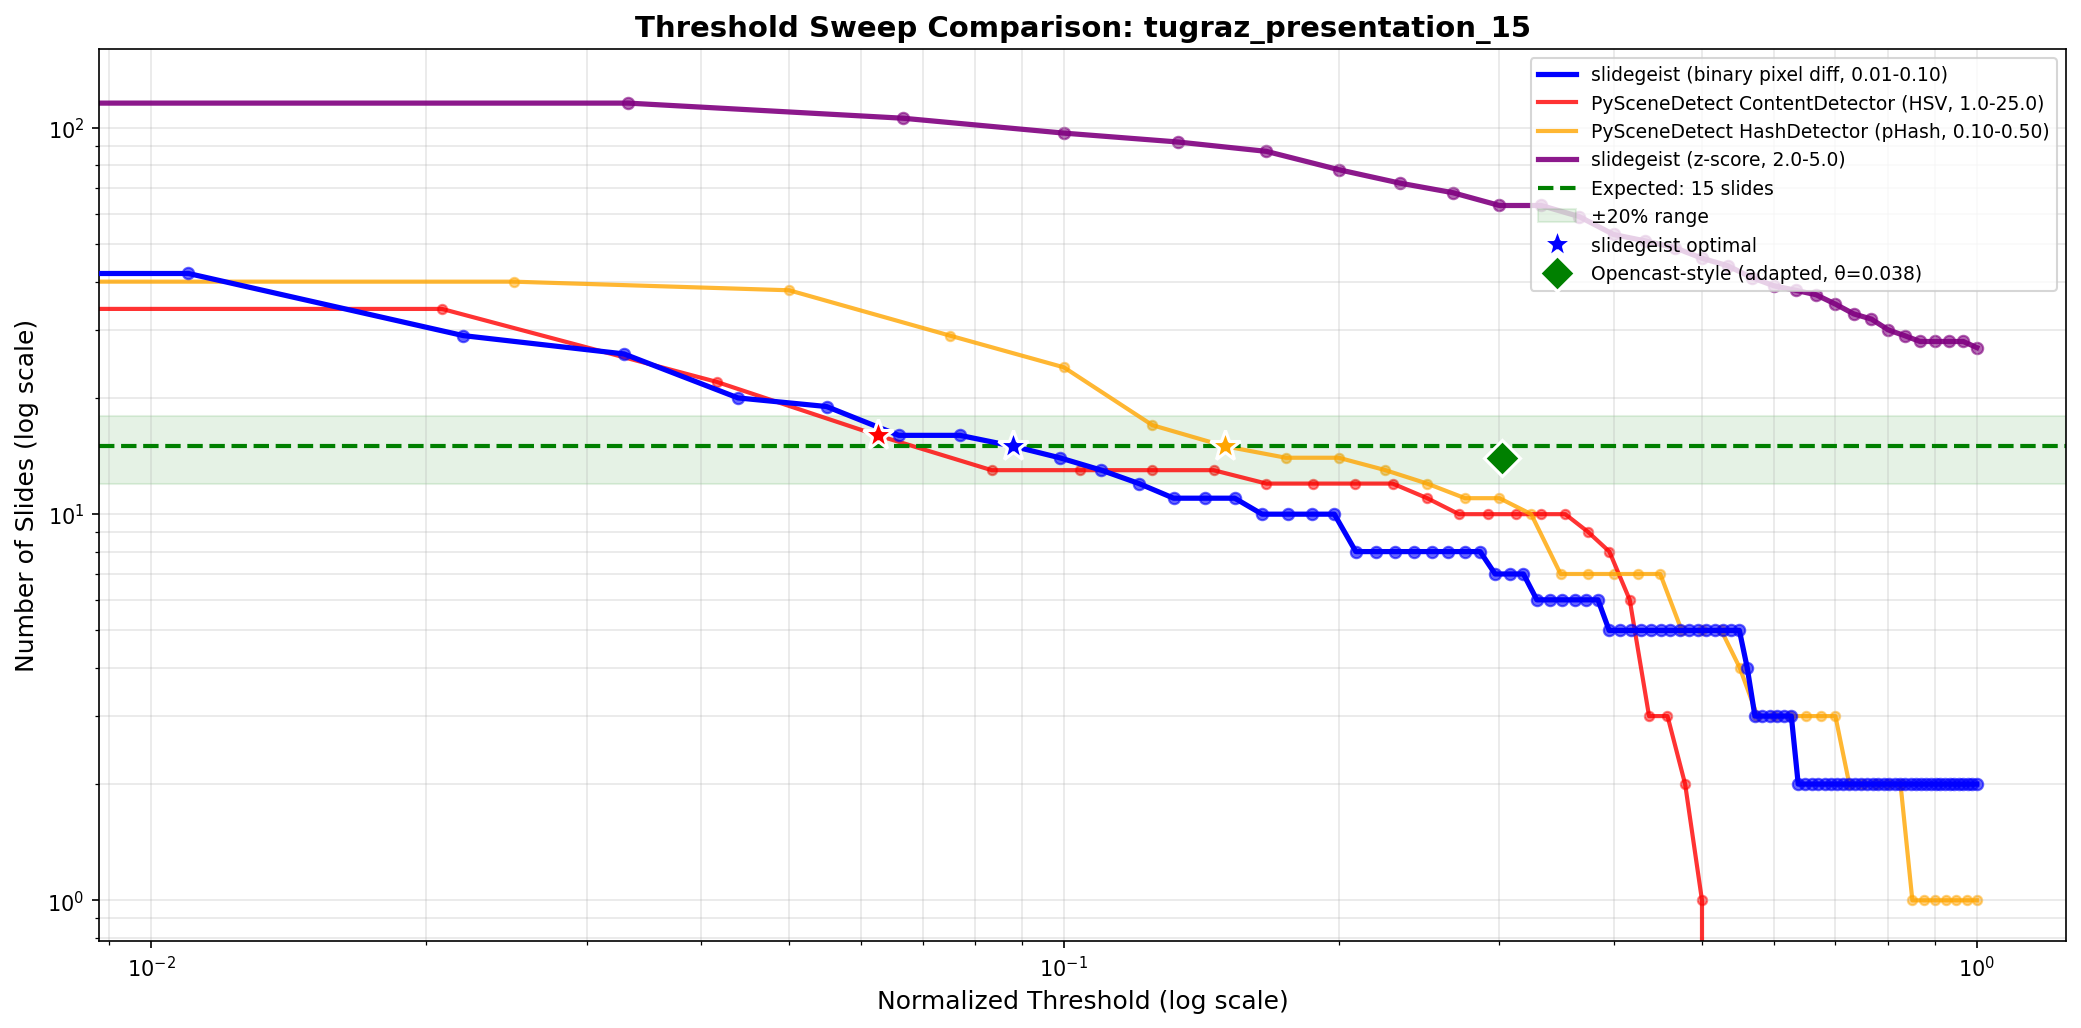 Threshold Sweep Comparison: tugraz_presentation_15
slidegeist (binary pixel diff, 0.01-0.10)
PySceneDetect ContentDetector (HSV, 1.0-25.0)
PySceneDetect HashDetector (pHash, 0.10-0.50)
slidegeist (z-score, 2.0-5.0)
Expected: 15 slides
±20% range
slidegeist optimal
Opencast-style (adapted, θ=0.038)
Number of Slides (log scale)
10²
10¹
10⁰
10⁻² 10⁻¹ 10⁰
Normalized Threshold (log scale)